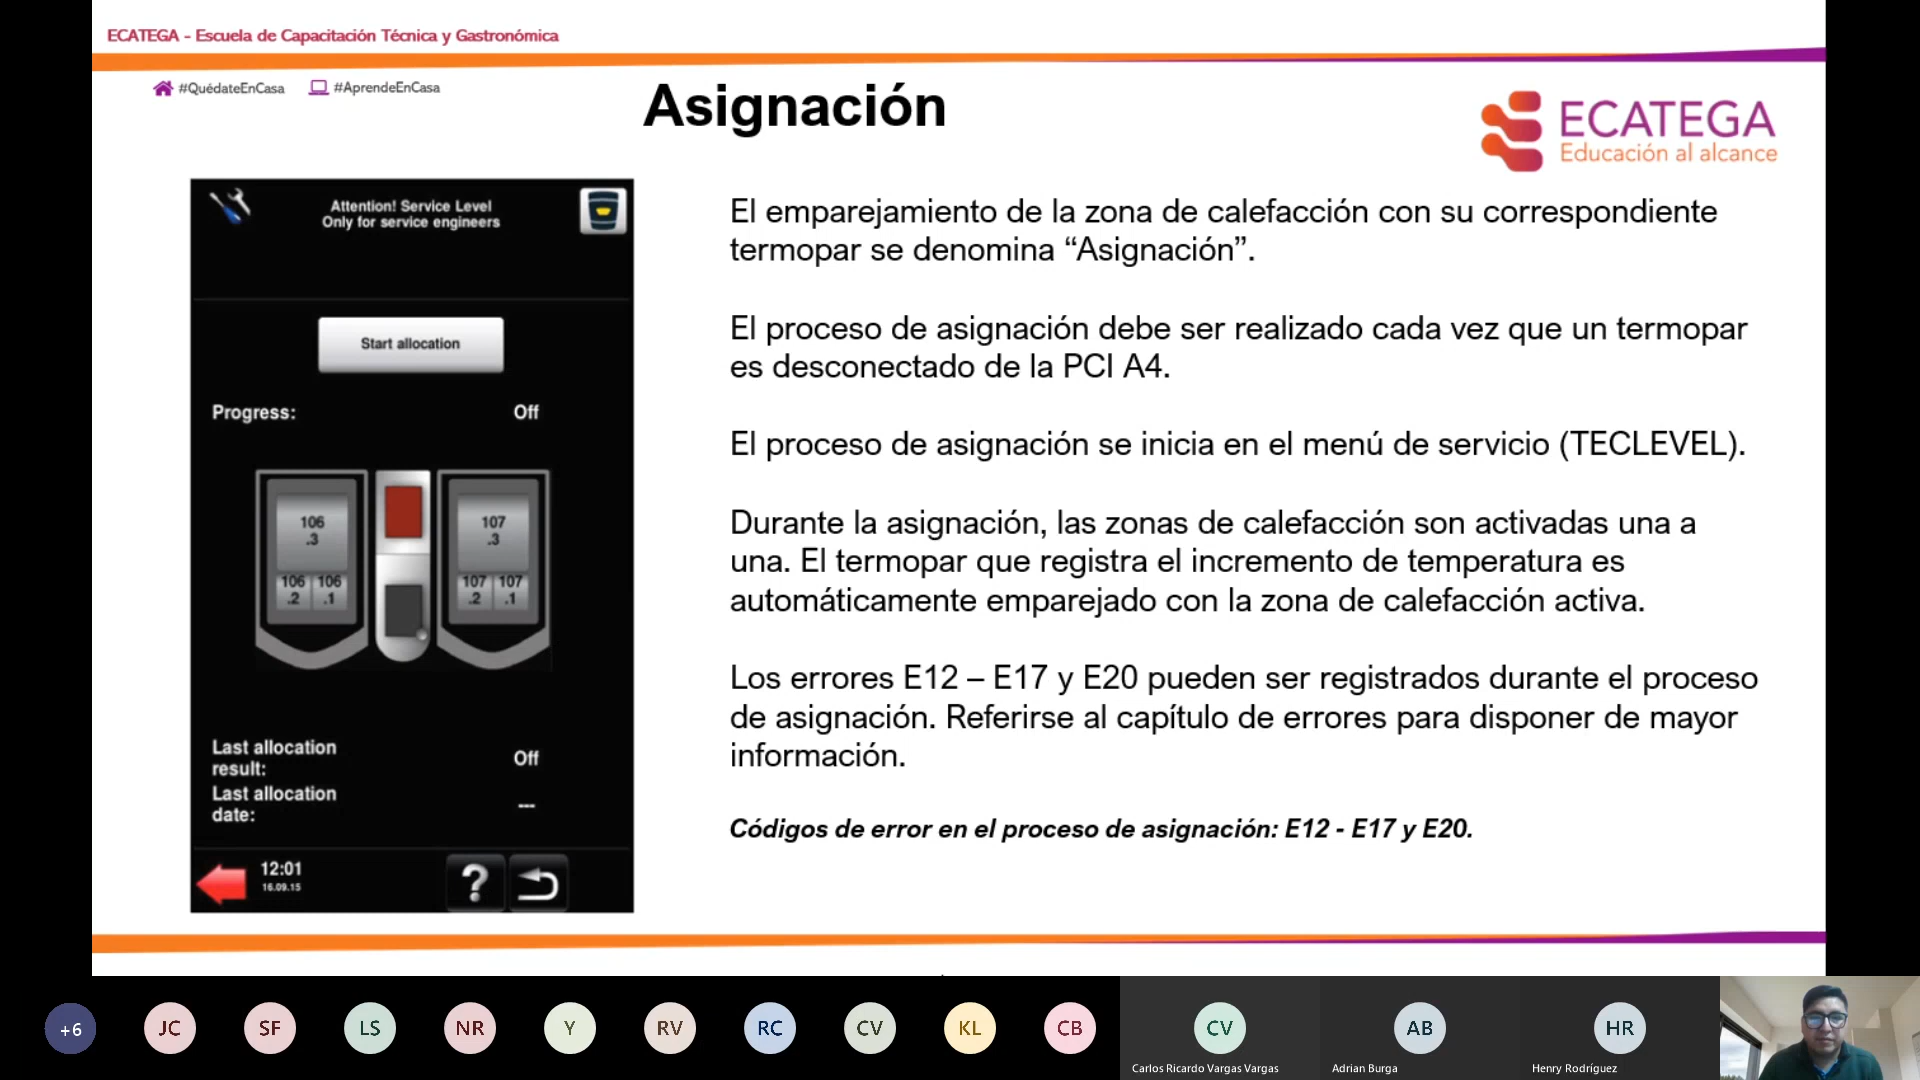 ECATEGA - Escuela de Capacitación Técnica y Gastronómica
#QuédateEnCasa #AprendeEnCasa
Asignación
ECATEGA
Educación al alcance
Attention! Service Level
Only for service engineers
Start allocation
Progress: Off
106
.3
107
.3
106 106
.2 .1
107 107
.2 .1
Last allocation
result: Off
Last allocation
date: ---
12:01
16.09.15
?
El emparejamiento de la zona de calefacción con su correspondiente
termopar se denomina “Asignación”.
El proceso de asignación debe ser realizado cada vez que un termopar
es desconectado de la PCI A4.
El proceso de asignación se inicia en el menú de servicio (TECLEVEL).
Durante la asignación, las zonas de calefacción son activadas una a
una. El termopar que registra el incremento de temperatura es
automáticamente emparejado con la zona de calefacción activa.
Los errores E12 – E17 y E20 pueden ser registrados durante el proceso
de asignación. Referirse al capítulo de errores para disponer de mayor
información.
Códigos de error en el proceso de asignación: E12 - E17 y E20.
+6 JC SF LS NR Y RV RC CV KL CB CV AB HR
Carlos Ricardo Vargas Vargas Adrian Burga Henry Rodríguez